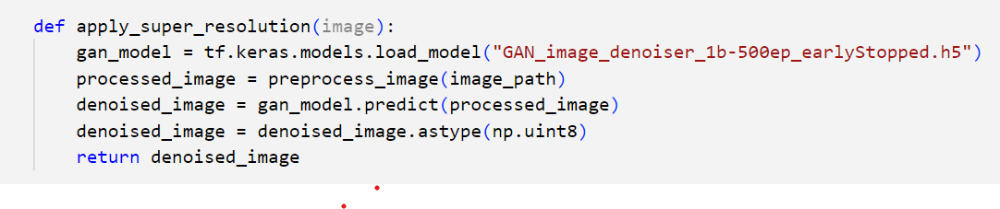 def apply_super_resolution(image):
    gan_model = tf.keras.models.load_model("GAN_image_denoiser_1b-500ep_earlyStopped.h5")
    processed_image = preprocess_image(image_path)
    denoised_image = gan_model.predict(processed_image)
    denoised_image = denoised_image.astype(np.uint8)
    return denoised_image